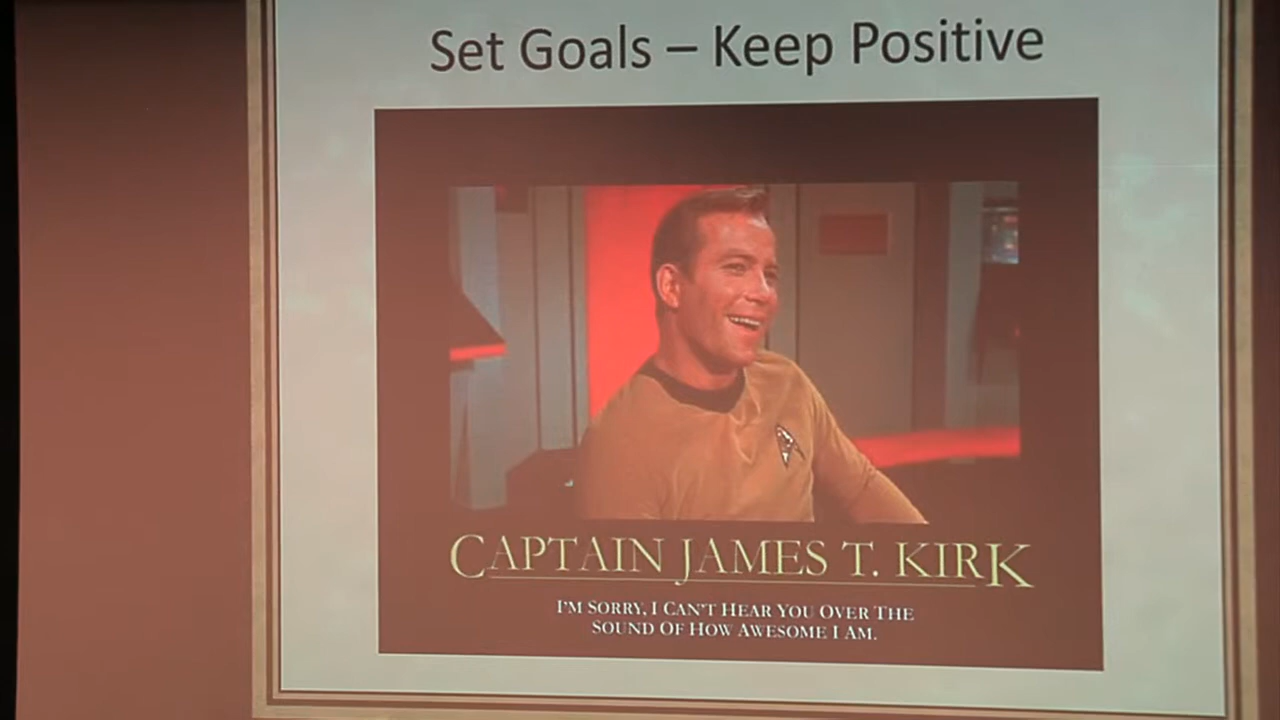 Set Goals – Keep Positive
CAPTAIN JAMES T. KIRK
I'M SORRY, I CAN'T HEAR YOU OVER THE
SOUND OF HOW AWESOME I AM.